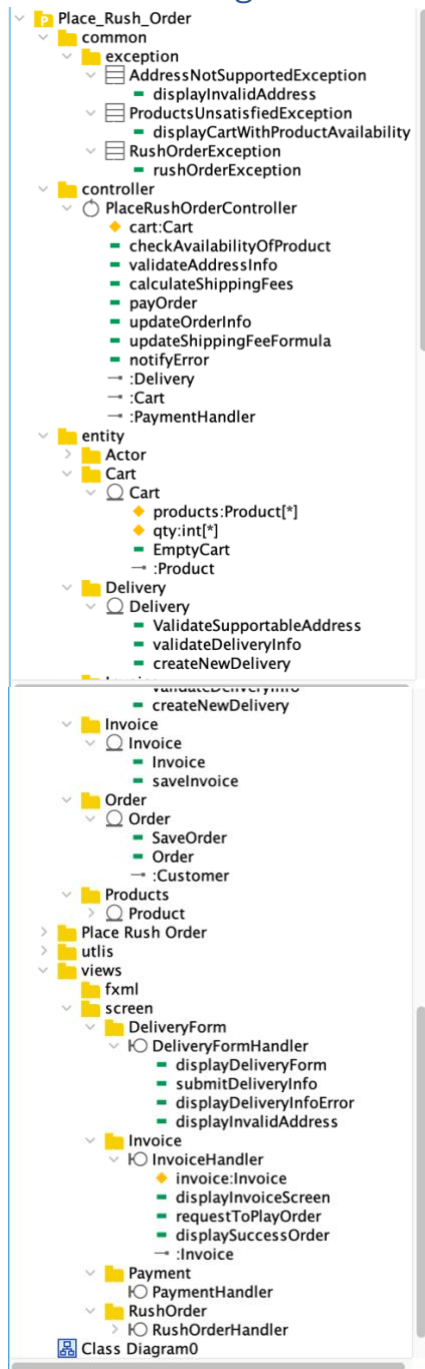 Place_Rush_Order
common
exception
AddressNotSupportedException
displayInvalidAddress
ProductsUnsatisfiedException
displayCartWithProductAvailability
RushOrderException
rushOrderException
controller
PlaceRushOrderController
cart:Cart
checkAvailabilityOfProduct
validateAddressInfo
calculateShippingFees
payOrder
updateOrderInfo
updateShippingFeeFormula
notifyError
:Delivery
:Cart
:PaymentHandler
entity
Actor
Cart
Cart
products:Product[*]
qty:int[*]
EmptyCart
:Product
Delivery
Delivery
ValidateSupportableAddress
validateDeliveryInfo
createNewDelivery
validateDeliveryInfo
createNewDelivery
Invoice
Invoice
Invoice
saveInvoice
Order
Order
SaveOrder
Order
:Customer
Products
Product
Place Rush Order
utlis
views
fxml
screen
DeliveryForm
DeliveryFormHandler
displayDeliveryForm
submitDeliveryInfo
displayDeliveryInfoError
displayInvalidAddress
Invoice
InvoiceHandler
invoice:Invoice
displayInvoiceScreen
requestToPlayOrder
displaySuccessOrder
:Invoice
Payment
PaymentHandler
RushOrder
RushOrderHandler
Class Diagram0